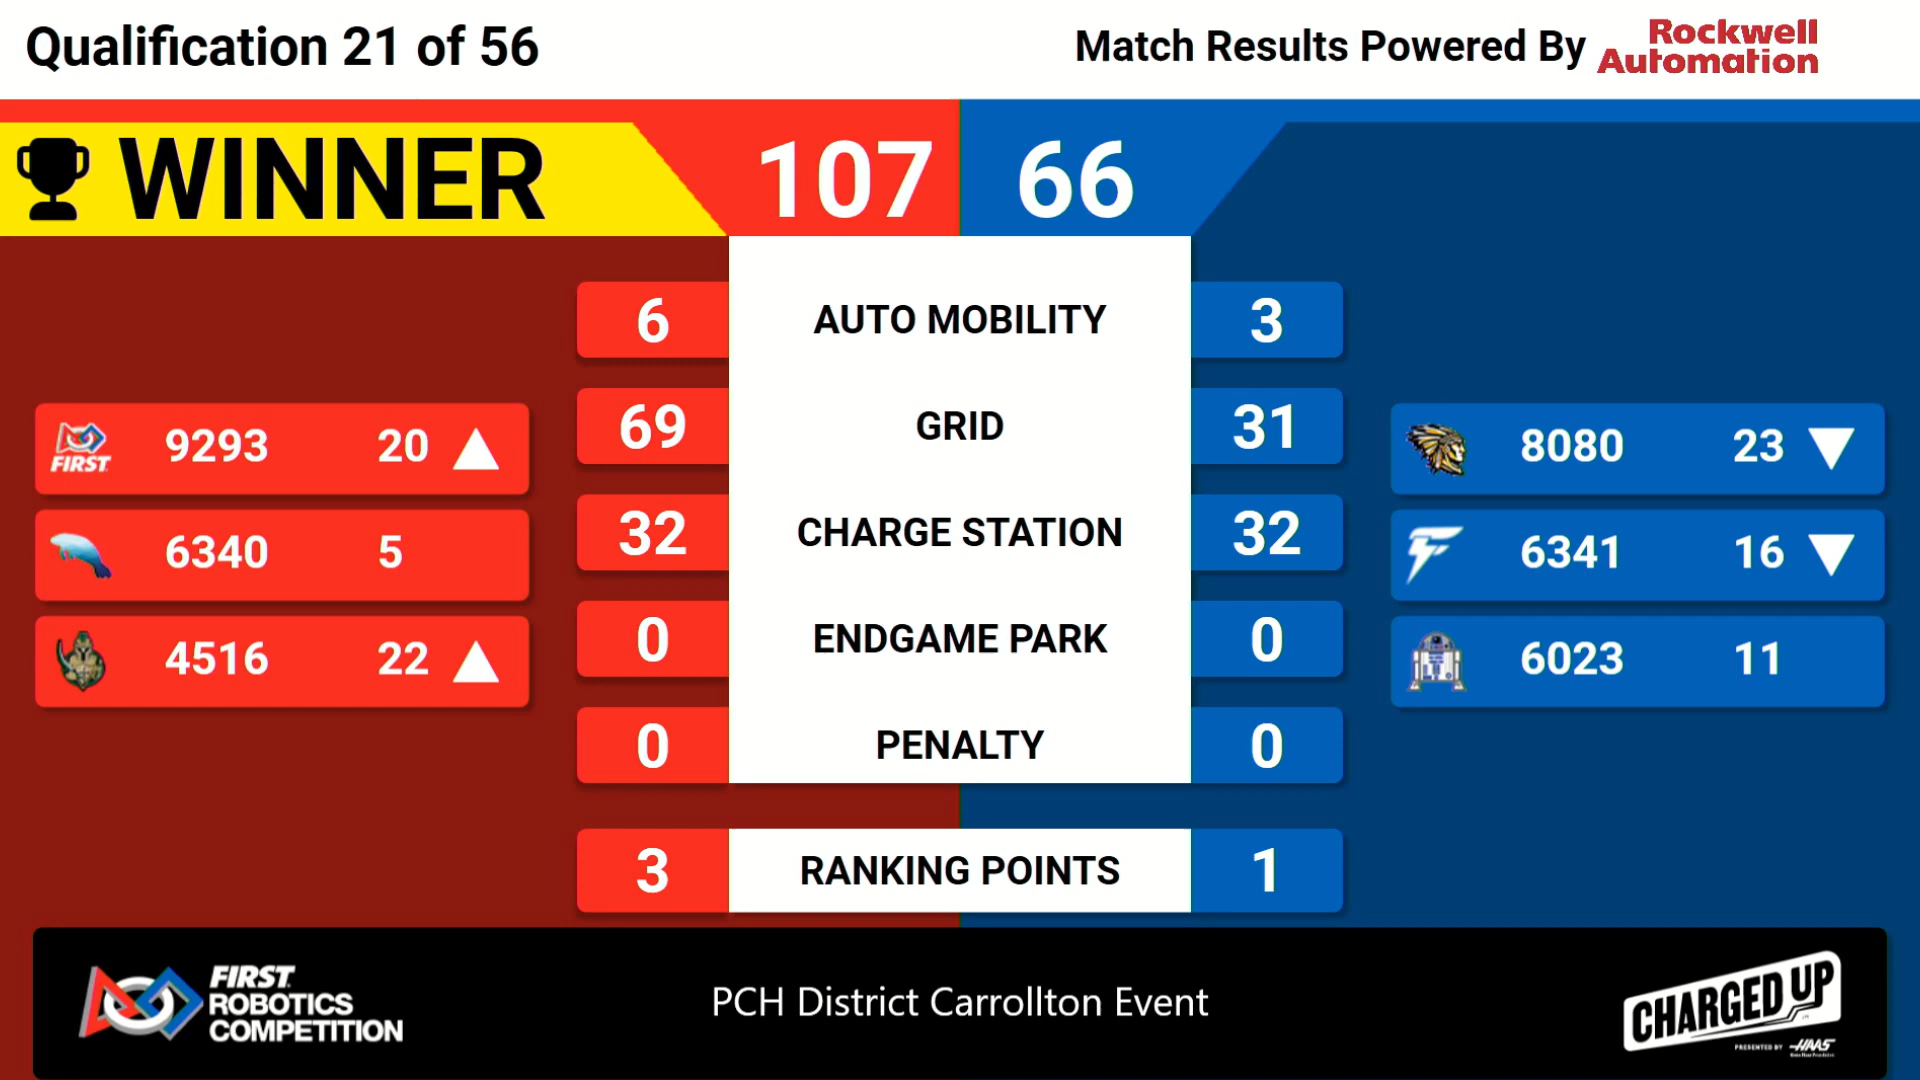 Qualification 21 of 56
Match Results Powered By Rockwell Automation
WINNER 107 66
6 AUTO MOBILITY 3
69 GRID 31
32 CHARGE STATION 32
0 ENDGAME PARK 0
0 PENALTY 0
3 RANKING POINTS 1
FIRST 9293 20
6340 5
4516 22
8080 23
6341 16
6023 11
FIRST
ROBOTICS
COMPETITION
PCH District Carrollton Event
CHARGED UP
PRESENTED BY HAAS